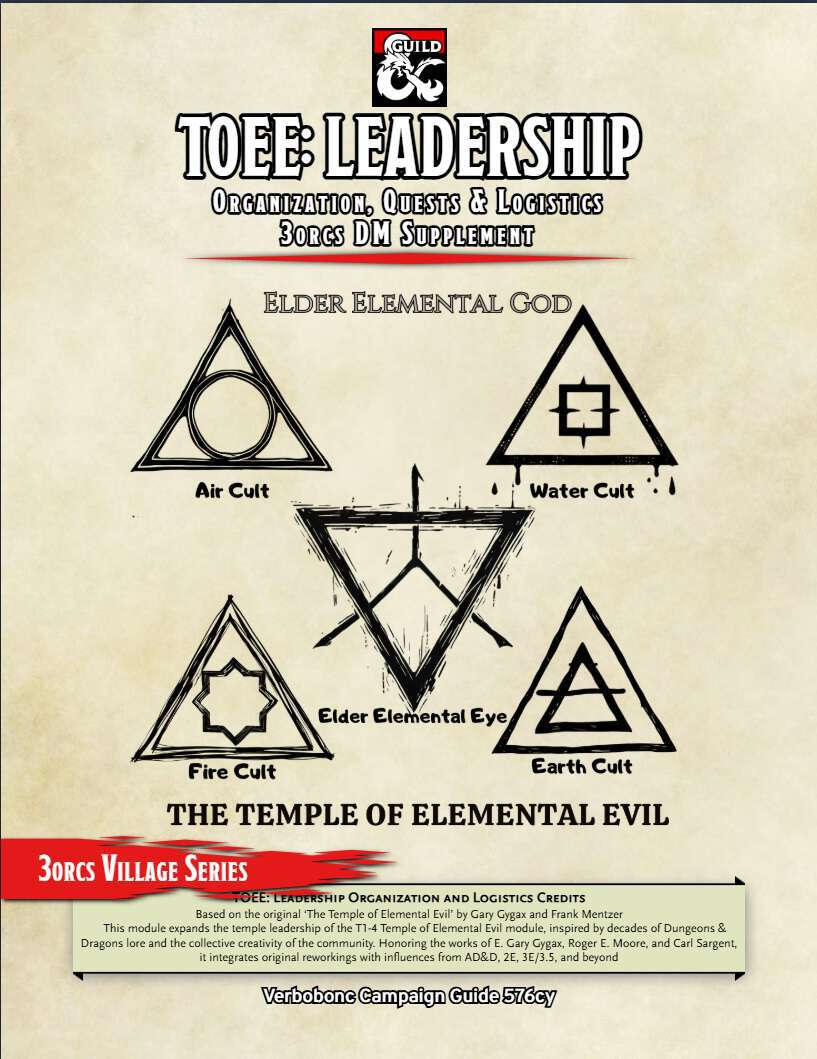 GUILD
TOEE: LEADERSHIP
Organization, Quests & Logistics
3orcs DM Supplement
Elder Elemental God
Air Cult
Water Cult
Elder Elemental Eye
Fire Cult
Earth Cult
THE TEMPLE OF ELEMENTAL EVIL
3orcs Village Series
TOEE: Leadership Organization and Logistics Credits
Based on the original ‘The Temple of Elemental Evil’ by Gary Gygax and Frank Mentzer
This module expands the temple leadership of the T1-4 Temple of Elemental Evil module, inspired by decades of Dungeons &
Dragons lore and the collective creativity of the community. Honoring the works of E. Gary Gygax, Roger E. Moore, and Carl Sargent,
it integrates original reworkings with influences from AD&D, 2E, 3E/3.5, and beyond
Verbobonc Campaign Guide 576cy